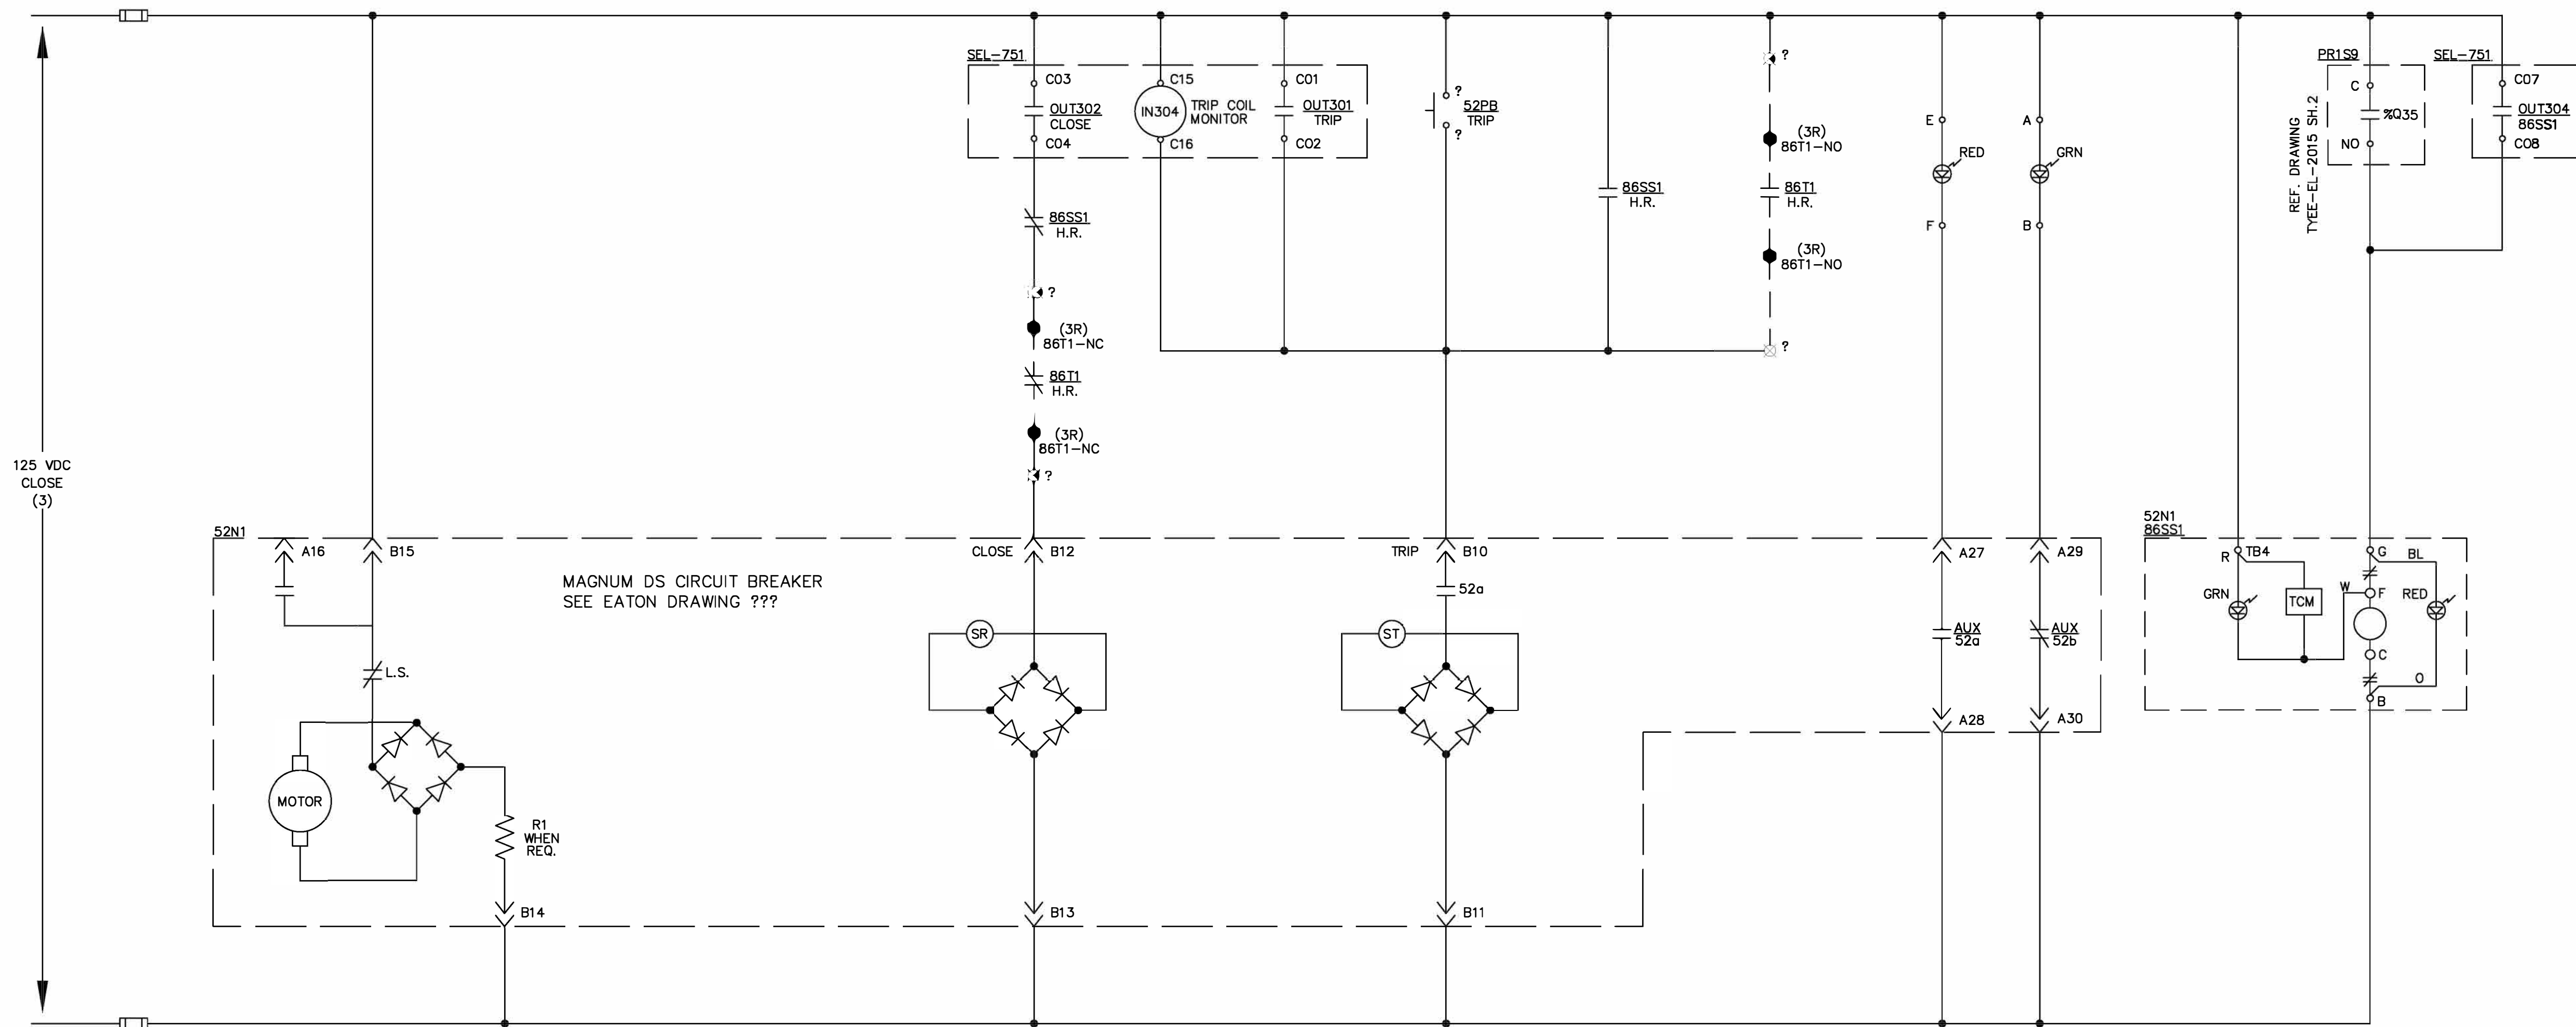 125 VDC
CLOSE
(3)
SEL-751
C03
OUT302
CLOSE
C04
C15
IN304
TRIP COIL
MONITOR
C16
C01
OUT301
TRIP
C02
86SS1
H.R.
?
(3R)
86T1-NC
86T1
H.R.
(3R)
86T1-NC
?
?
52PB
TRIP
?
86SS1
H.R.
?
(3R)
86T1-NO
86T1
H.R.
(3R)
86T1-NO
?
E
RED
F
A
GRN
B
REF. DRAWING
TYEE-EL-2015 SH.2
PR1S9
C
%Q35
NO
SEL-751
C07
OUT304
86SS1
C08
52N1
A16
B15
MAGNUM DS CIRCUIT BREAKER
SEE EATON DRAWING ???
L.S.
MOTOR
R1
WHEN
REQ.
B14
CLOSE
B12
SR
B13
TRIP
B10
52a
ST
B11
A27
AUX
52a
A28
A29
AUX
52b
A30
52N1
86SS1
R
TB4
GRN
TCM
W
G
BL
F
RED
C
O
B